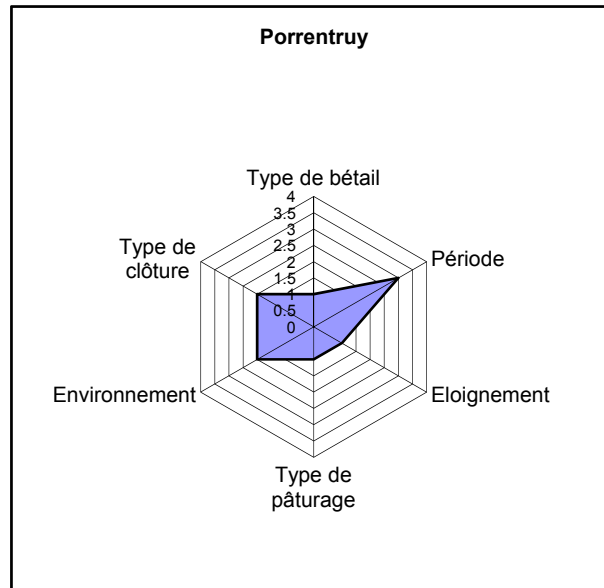 Porrentruy
Type de bétail
4
3.5
3
2.5
2
1.5
1
0.5
0
Période
Eloignement
Type de
pâturage
Environnement
Type de
clôture